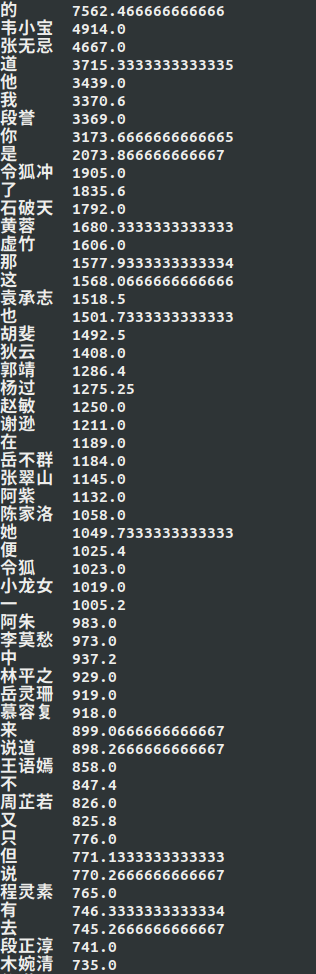 的 7562.466666666666
韦小宝 4914.0
张无忌 4667.0
道 3715.3333333333335
他 3439.0
我 3370.6
段誉 3369.0
你 3173.6666666666665
是 2073.866666666667
令狐冲 1905.0
了 1835.6
石破天 1792.0
黄蓉 1680.3333333333333
虚竹 1606.0
那 1577.9333333333334
这 1568.0666666666666
袁承志 1518.5
也 1501.7333333333333
胡斐 1492.5
狄云 1408.0
郭靖 1286.4
杨过 1275.25
赵敏 1250.0
谢逊 1211.0
在 1189.0
岳不群 1184.0
张翠山 1145.0
阿紫 1132.0
陈家洛 1058.0
她 1049.7333333333333
便 1025.4
令狐 1023.0
小龙女 1019.0
一 1005.2
阿朱 983.0
李莫愁 973.0
中 937.2
林平之 929.0
岳灵珊 919.0
慕容复 918.0
来 899.0666666666667
说道 898.2666666666667
王语嫣 858.0
不 847.4
周芷若 826.0
又 825.8
只 776.0
但 771.1333333333333
说 770.2666666666667
程灵素 765.0
有 746.3333333333334
去 745.2666666666667
段正淳 741.0
木婉清 735.0